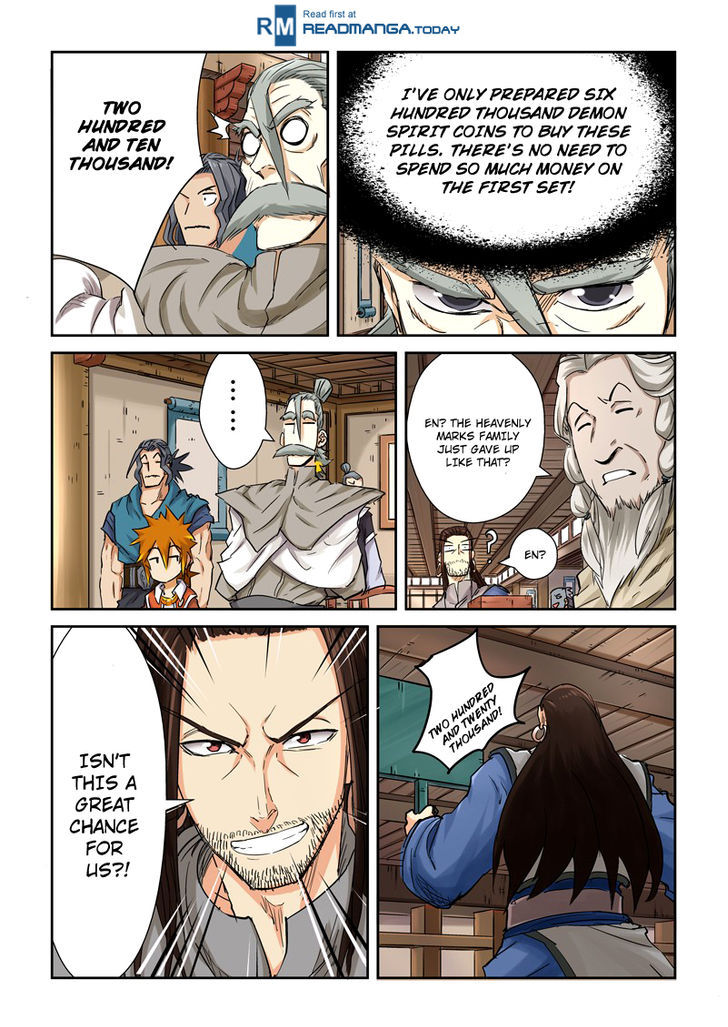 RM
Read first at
READMANGA.TODAY
TWO
HUNDRED
AND TEN
THOUSAND!
I'VE ONLY PREPARED SIX
HUNDRED THOUSAND DEMON
SPIRIT COINS TO BUY THESE
PILLS. THERE'S NO NEED TO
SPEND SO MUCH MONEY ON
THE FIRST SET!
.....
EN? THE HEAVENLY
MARKS FAMILY
JUST GAVE UP
LIKE THAT?
?
EN?
ISN'T
THIS A
GREAT
CHANCE
FOR
US?!
TWO HUNDRED
AND TWENTY
THOUSAND!